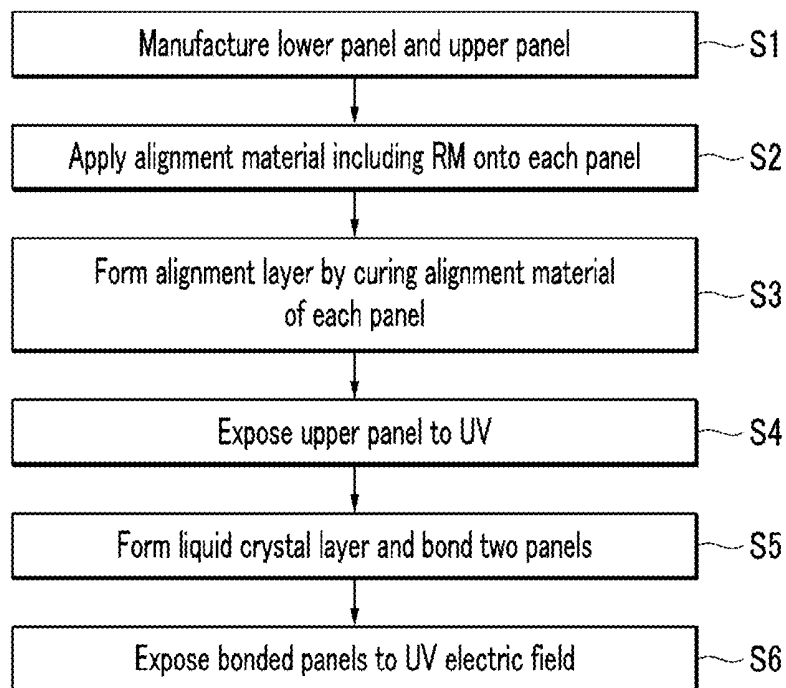 Manufacture lower panel and upper panel
S1
Apply alignment material including RM onto each panel
S2
Form alignment layer by curing alignment material
of each panel
S3
Expose upper panel to UV
S4
Form liquid crystal layer and bond two panels
S5
Expose bonded panels to UV electric field
S6